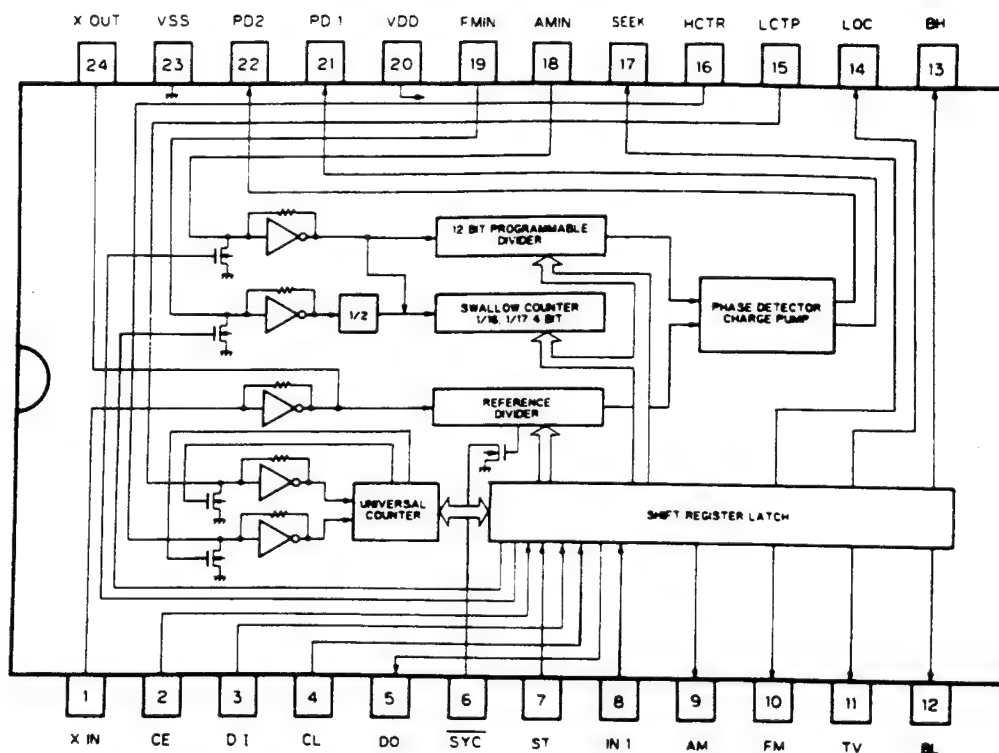 X OUT VSS PD2 PD 1 VDD FMIN AMIN SEEK HCTR LCTP LOC BH
24 23 22 21 20 19 18 17 16 15 14 13
12 BIT PROGRAMMABLE
DIVIDER
1/2
SWALLOW COUNTER
1/16, 1/17 4 BIT
PHASE DETECTOR
CHARGE PUMP
REFERENCE
DIVIDER
UNIVERSAL
COUNTER
SHIFT REGISTER LATCH
1 2 3 4 5 6 7 8 9 10 11 12
X IN CE D I CL DO SYC ST IN 1 AM FM TV BL